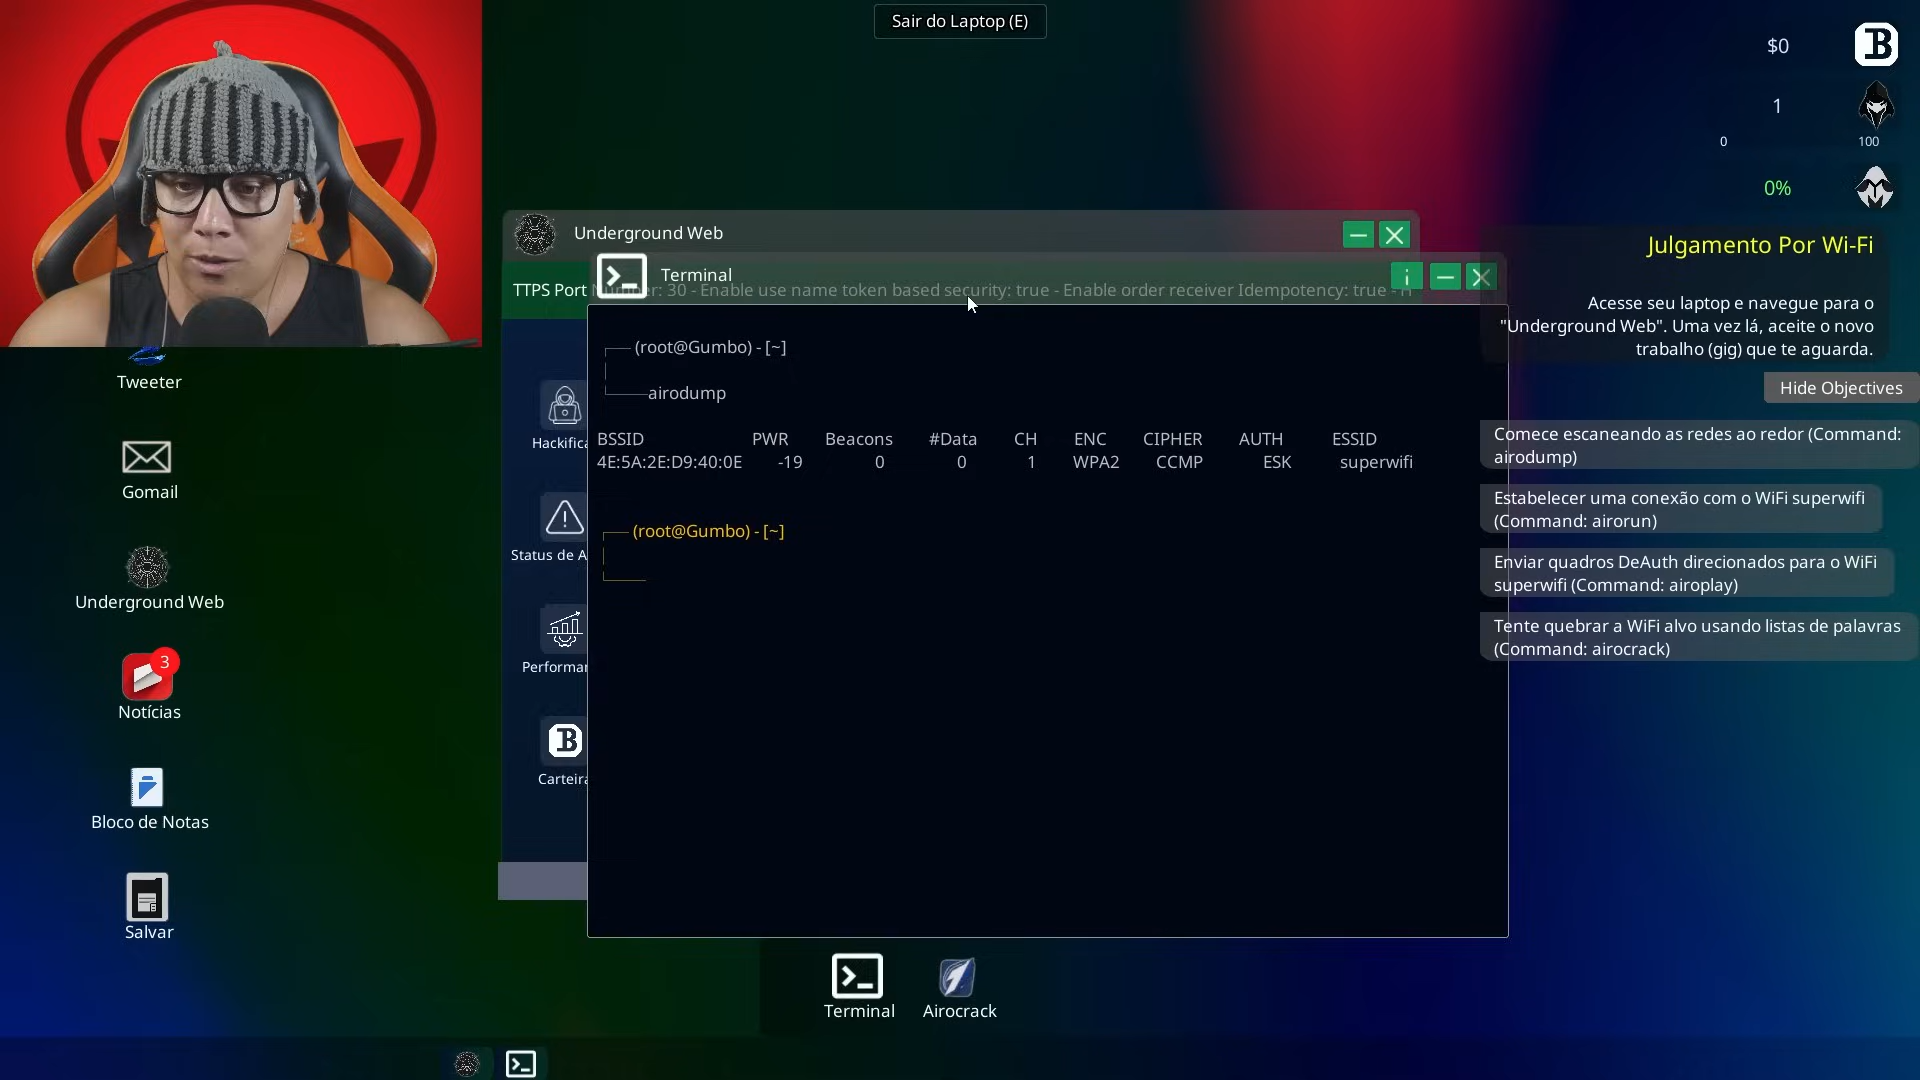 Sair do Laptop (E)
$0
1
0
100
0%
Julgamento Por Wi-Fi
Acesse seu laptop e navegue para o
"Underground Web". Uma vez lá, aceite o novo
trabalho (gig) que te aguarda.
Hide Objectives
Comece escaneando as redes ao redor (Command:
airodump)
Estabelecer uma conexão com o WiFi superwifi
(Command: airorun)
Enviar quadros DeAuth direcionados para o WiFi
superwifi (Command: airoplay)
Tente quebrar a WiFi alvo usando listas de palavras
(Command: airocrack)
Underground Web
TTPS Port Number: 30 - Enable use name token based security: true - Enable order receiver Idempotency: true -
Terminal
i
(root@Gumbo) - [~]
airodump
BSSID PWR Beacons #Data CH ENC CIPHER AUTH ESSID
4E:5A:2E:D9:40:0E -19 0 0 1 WPA2 CCMP ESK superwifi
(root@Gumbo) - [~]
Hackifica
Status de A
Performan
Carteira
Tweeter
Gomail
Underground Web
3
Notícias
Bloco de Notas
Salvar
Terminal
Airocrack